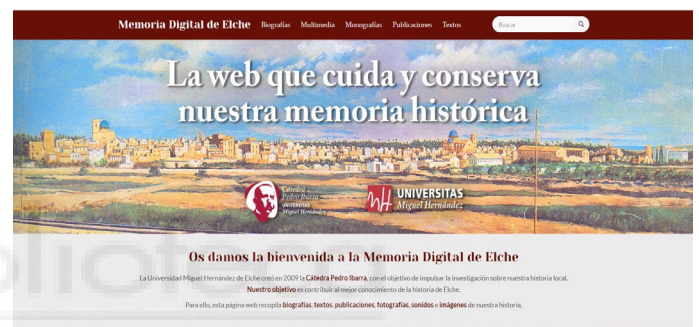 Memoria Digital de Elche Biografías Multimedia Monografías Publicaciones Textos Buscar
La web que cuida y conserva
nuestra memoria histórica
Cátedra
Pedro Ibarra
UNIVERSITAS
Miguel Hernández
UNIVERSITAS
Miguel Hernández
Os damos la bienvenida a la Memoria Digital de Elche
La Universidad Miguel Hernández de Elche creó en 2009 la Cátedra Pedro Ibarra, con el objetivo de impulsar la investigación sobre nuestra historia local.
Nuestro objetivo es contribuir al mejor conocimiento de la historia de Elche.
Para ello, esta página web recopila biografías, textos, publicaciones, fotografías, sonidos e imágenes de nuestra historia.